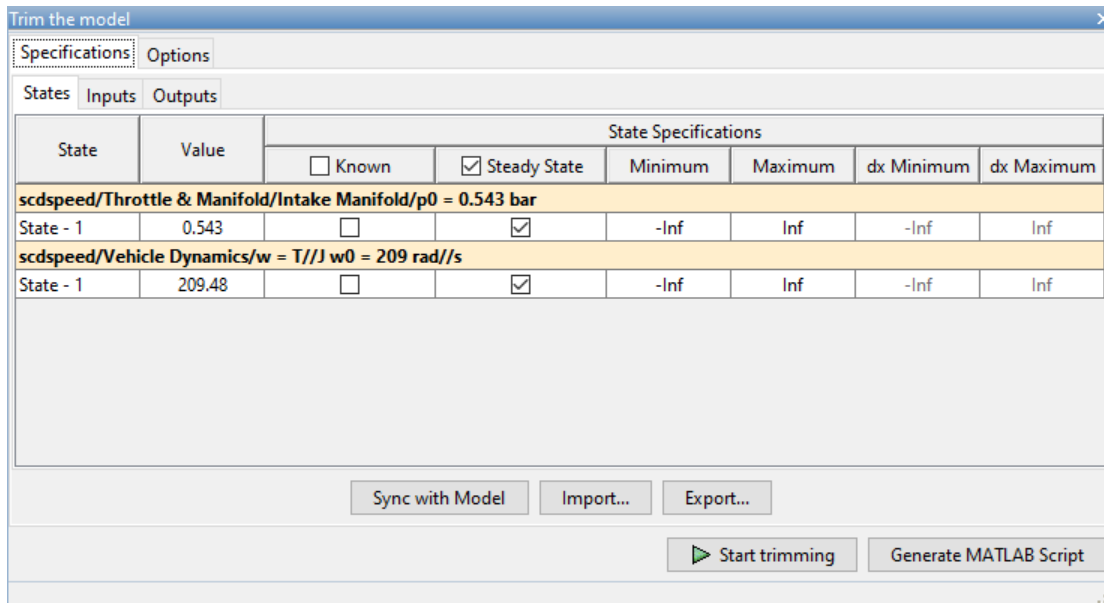 Trim the model
Specifications Options
States Inputs Outputs
State Value State Specifications
Known Steady State Minimum Maximum dx Minimum dx Maximum
scdspeed/Throttle & Manifold/Intake Manifold/p0 = 0.543 bar
State - 1 0.543 -Inf Inf -Inf Inf
scdspeed/Vehicle Dynamics/w = T//J w0 = 209 rad//s
State - 1 209.48 -Inf Inf -Inf Inf
Sync with Model Import... Export...
Start trimming Generate MATLAB Script